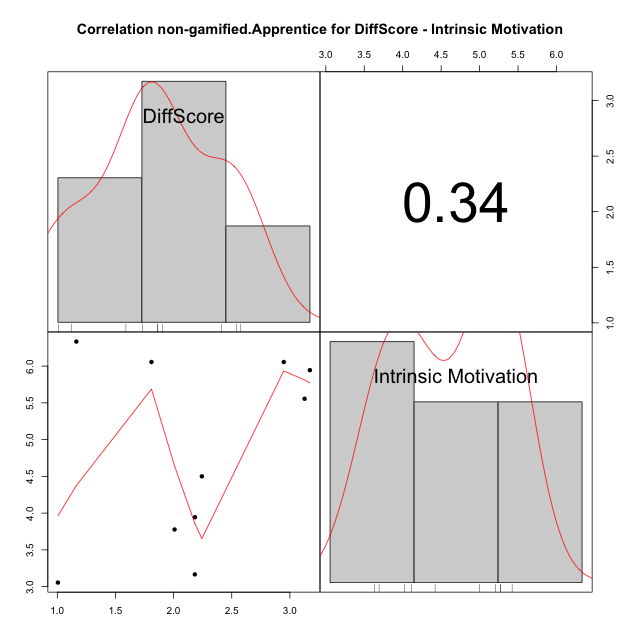 Correlation non-gamified.Apprentice for DiffScore - Intrinsic Motivation
3.0 3.5 4.0 4.5 5.0 5.5 6.0
DiffScore
0.34
3.0
2.5
2.0
1.5
1.0
6.0
5.5
5.0
4.5
4.0
3.5
3.0
Intrinsic Motivation
1.0 1.5 2.0 2.5 3.0